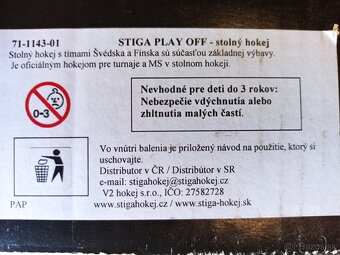 71-1143-01 STIGA PLAY OFF - stolný hokej
Stolný hokej s tímami Švédska a Fínska sú súčasťou základnej výbavy.
Je oficiálnym hokejom pre turnaje a MS v stolnom hokeji.
0-3
Nevhodné pre deti do 3 rokov:
Nebezpečie vdýchnutia alebo
zhltnutia malých častí.
Vo vnútri balenia je priložený návod na použitie, ktorý si
uschovajte.
Distributor v ČR / Distributor v SR
e-mail: stigahokej@stigahokej.cz
V2 hokej s.r.o., IČO: 27582728
PAP www.stigahokej.cz / www.stiga-hokej.sk